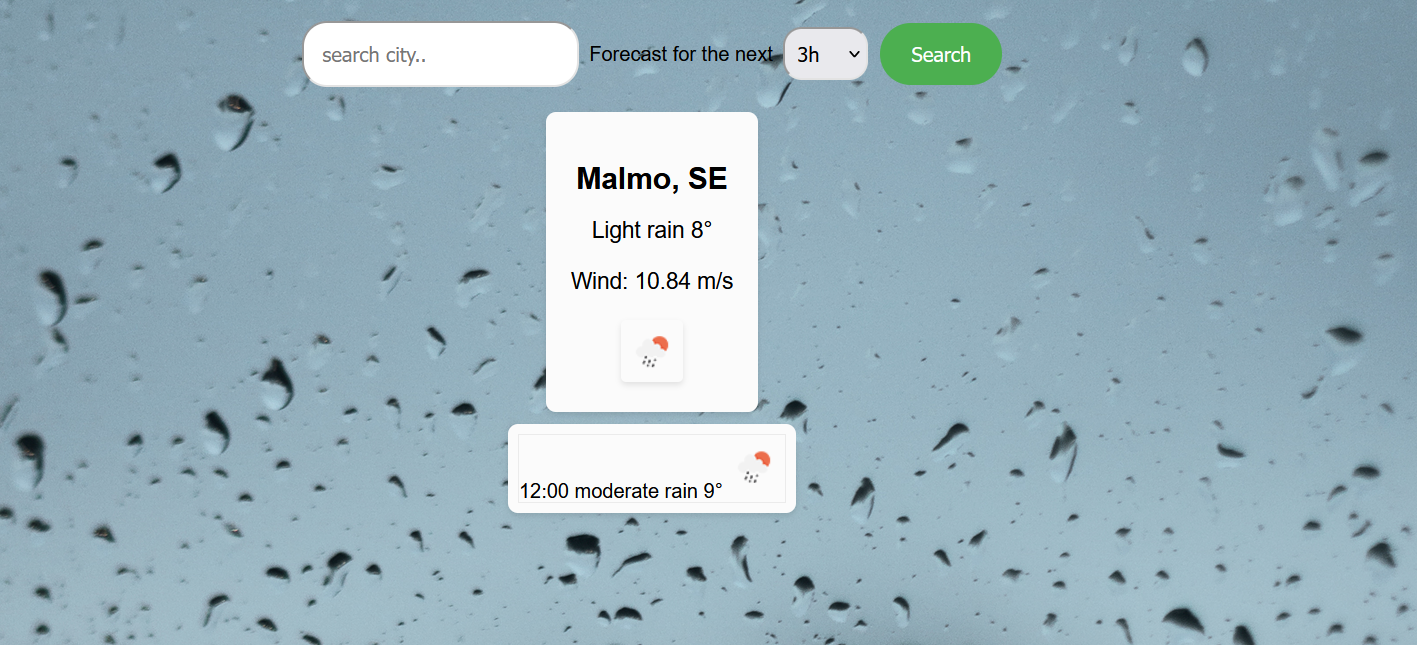 search city.. Forecast for the next 3h Search
Malmo, SE
Light rain 8°
Wind: 10.84 m/s
12:00 moderate rain 9°